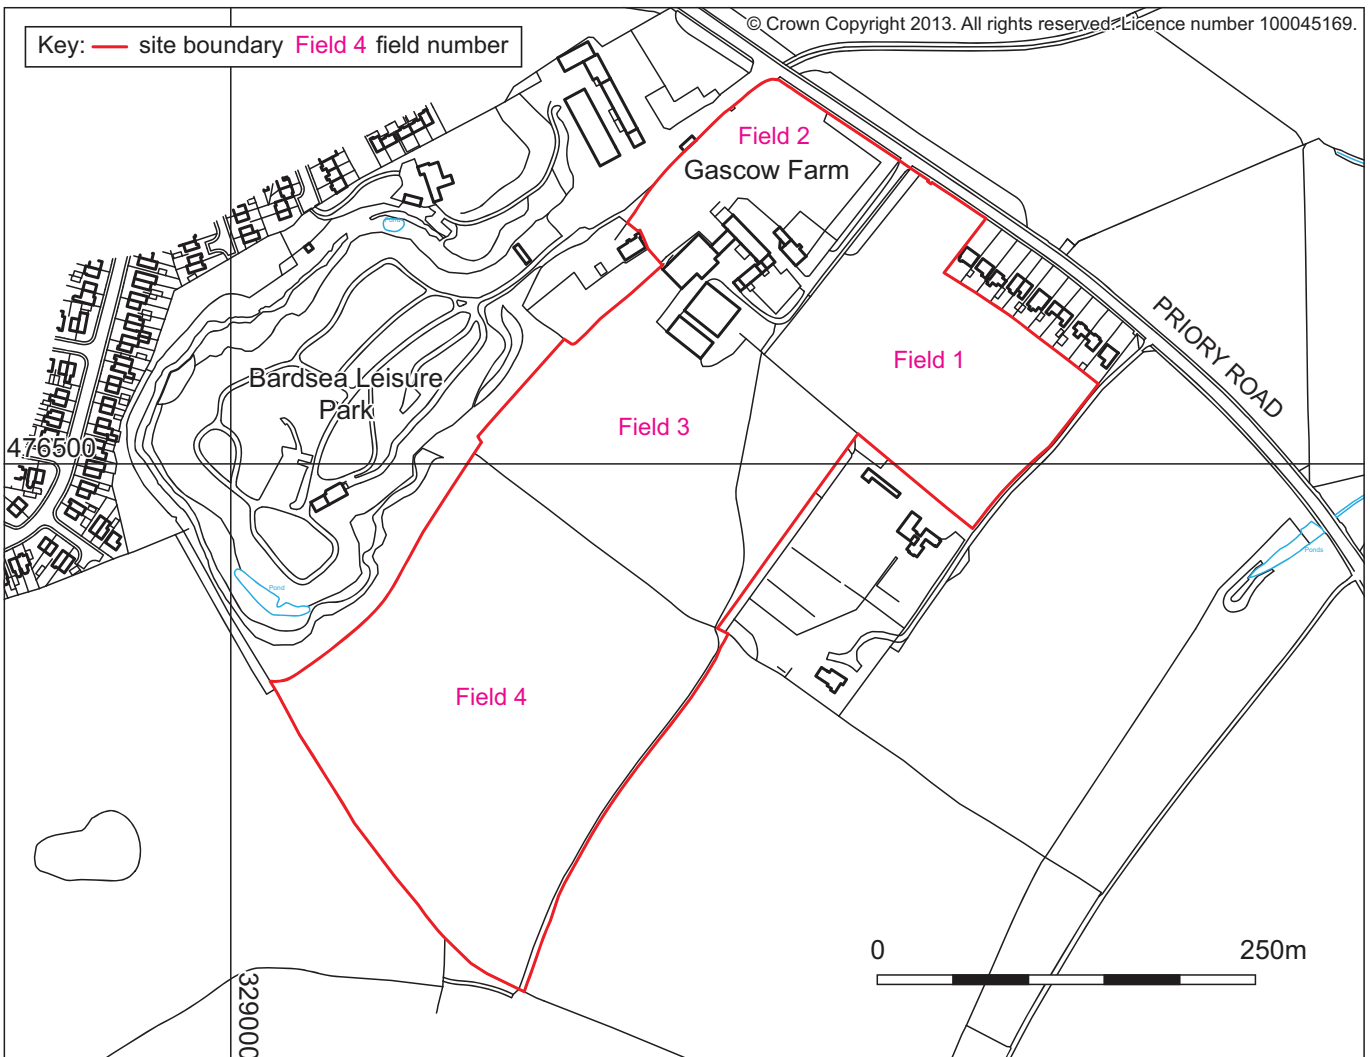 © Crown Copyright 2013. All rights reserved. Licence number 100045169.
Key: site boundary Field 4 field number
Field 2
Gascow Farm
Pond
PRIORY ROAD
Field 1
Bardsea Leisure
Park
Field 3
476500
Ponds
Pond
Field 4
0 250m
329000